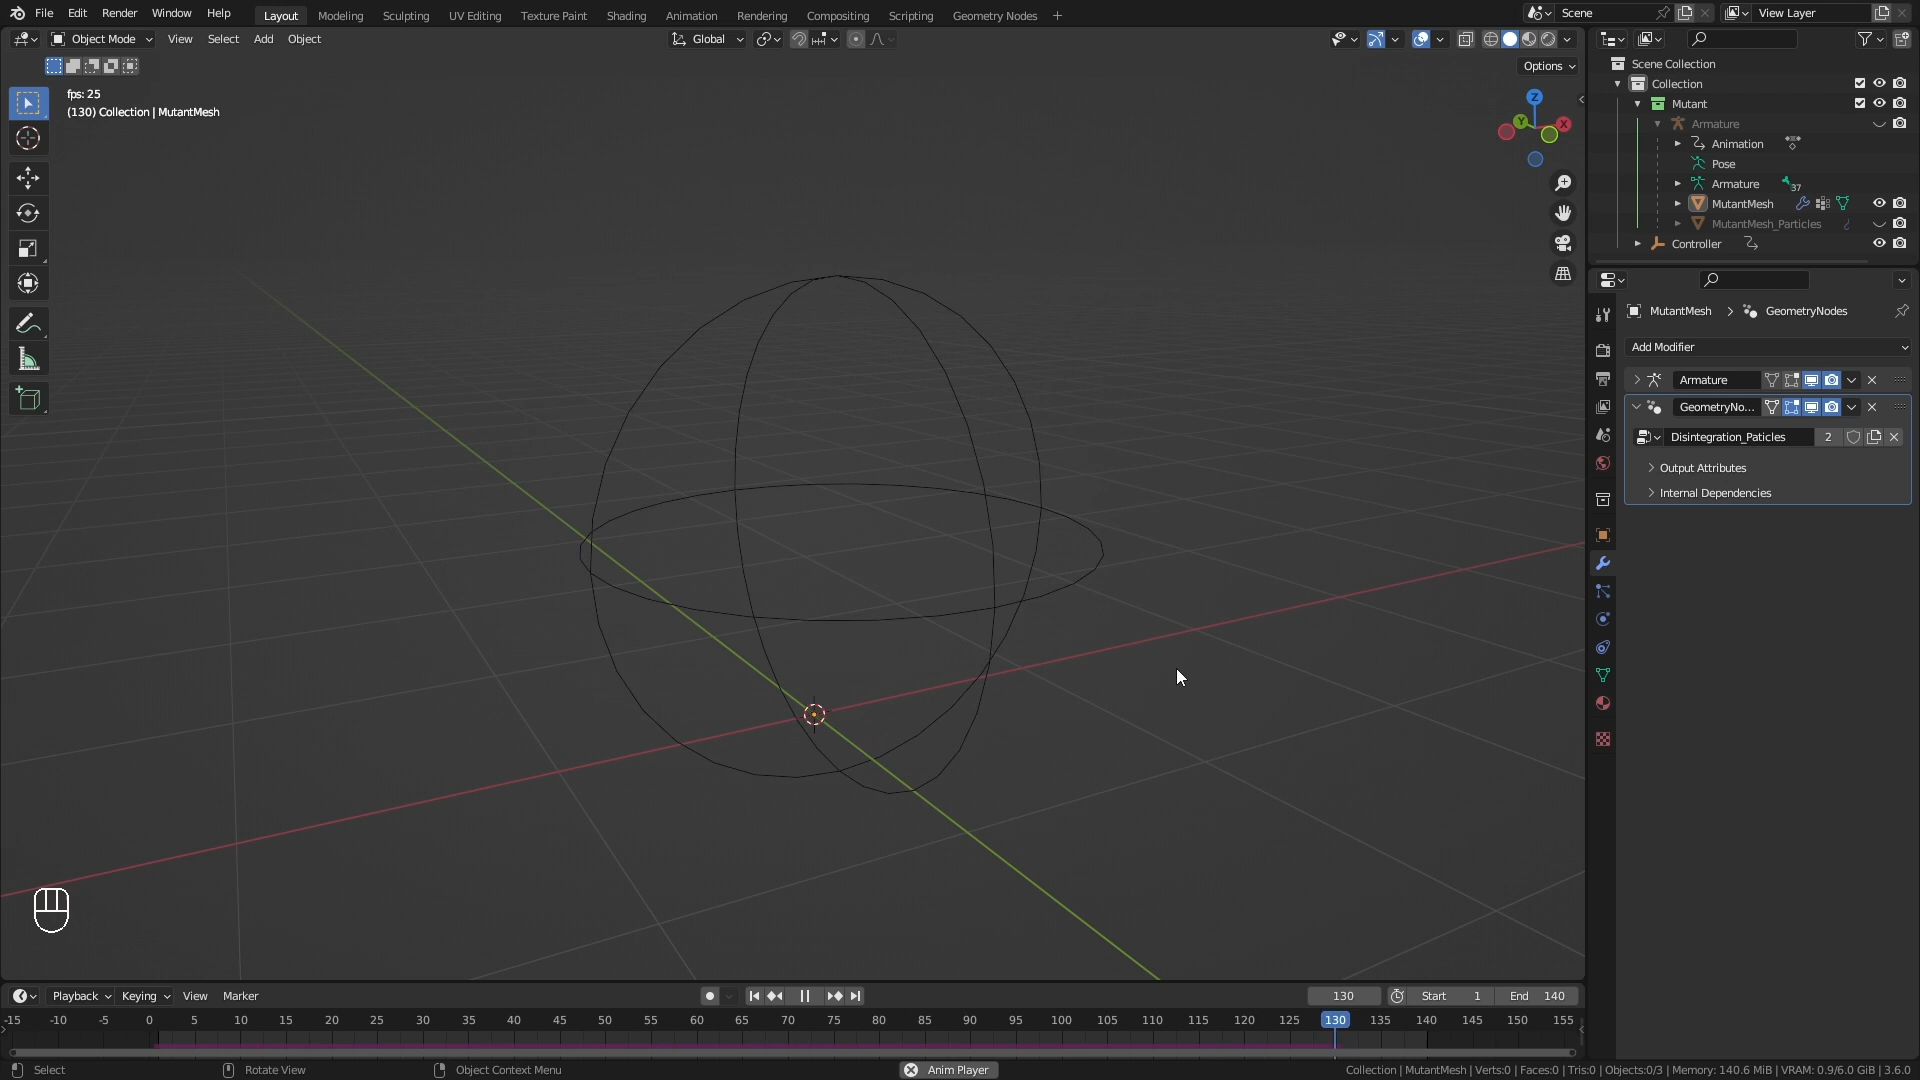 File Edit Render Window Help Layout Modeling Sculpting UV Editing Texture Paint Shading Animation Rendering Compositing Scripting Geometry Nodes Scene View Layer
Object Mode View Select Add Object Global
Options
fps: 25
(130) Collection | MutantMesh
Z
Y
X
Scene Collection
Collection
Mutant
Armature
Animation
Pose
Armature 37
MutantMesh
MutantMesh_Particles
Controller
MutantMesh > GeometryNodes
Add Modifier
Armature
GeometryNo...
Disintegration_Paticles 2
Output Attributes
Internal Dependencies
Playback Keying View Marker 130 Start 1 End 140
-15 -10 -5 0 5 10 15 20 25 30 35 40 45 50 55 60 65 70 75 80 85 90 95 100 105 110 115 120 125 130 135 140 145 150 155
Select Rotate View Object Context Menu Anim Player Collection | MutantMesh | Verts:0 | Faces:0 | Tris:0 | Objects:0/3 | Memory: 140.6 MiB | VRAM: 0.9/6.0 GiB | 3.6.0